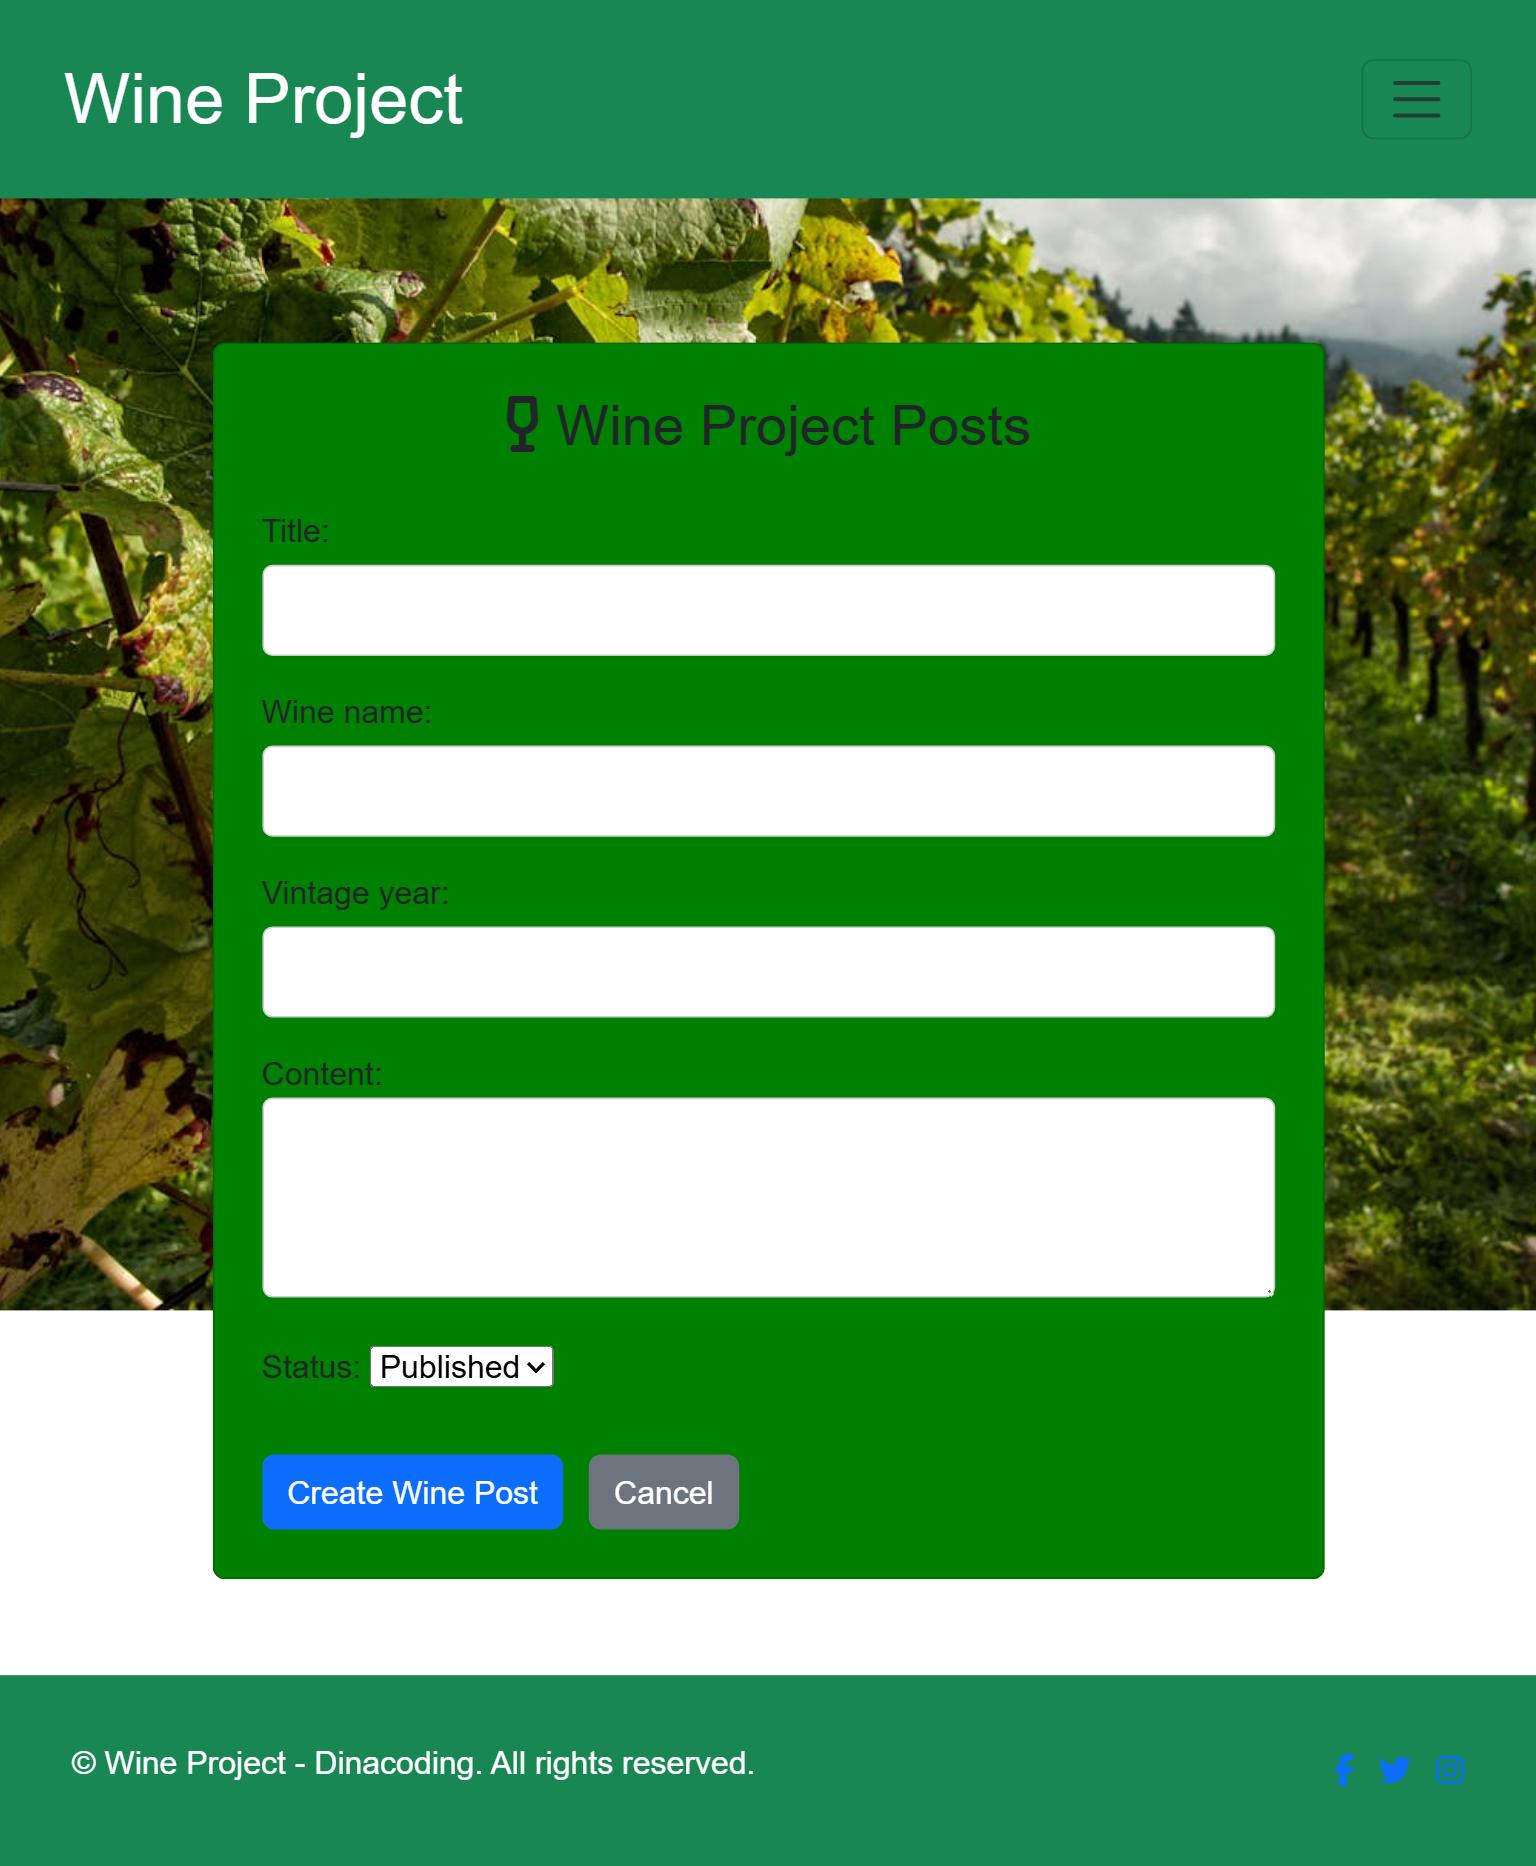 Wine Project
Wine Project Posts
Title:
Wine name:
Vintage year:
Content:
Status: Published
Create Wine Post Cancel
© Wine Project - Dinacoding. All rights reserved.